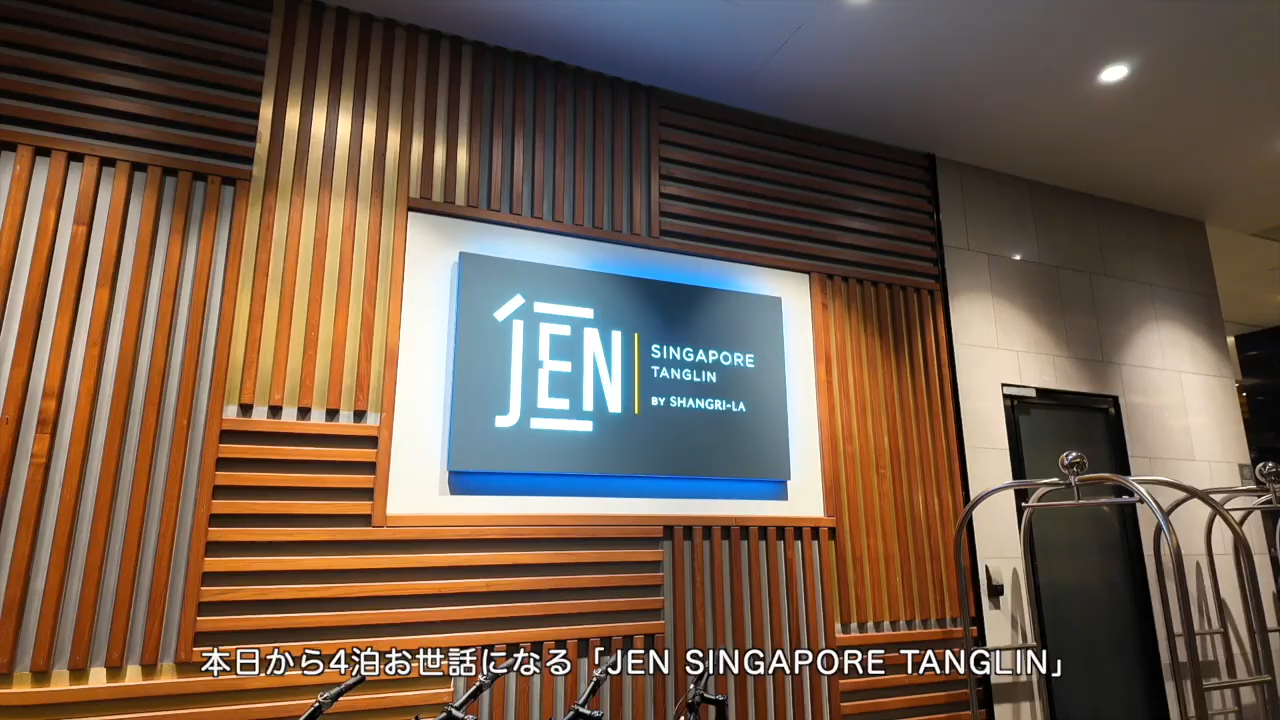 JEN
SINGAPORE
TANGLIN
BY SHANGRI-LA
本日から4泊お世話になる「JEN SINGAPORE TANGLIN」